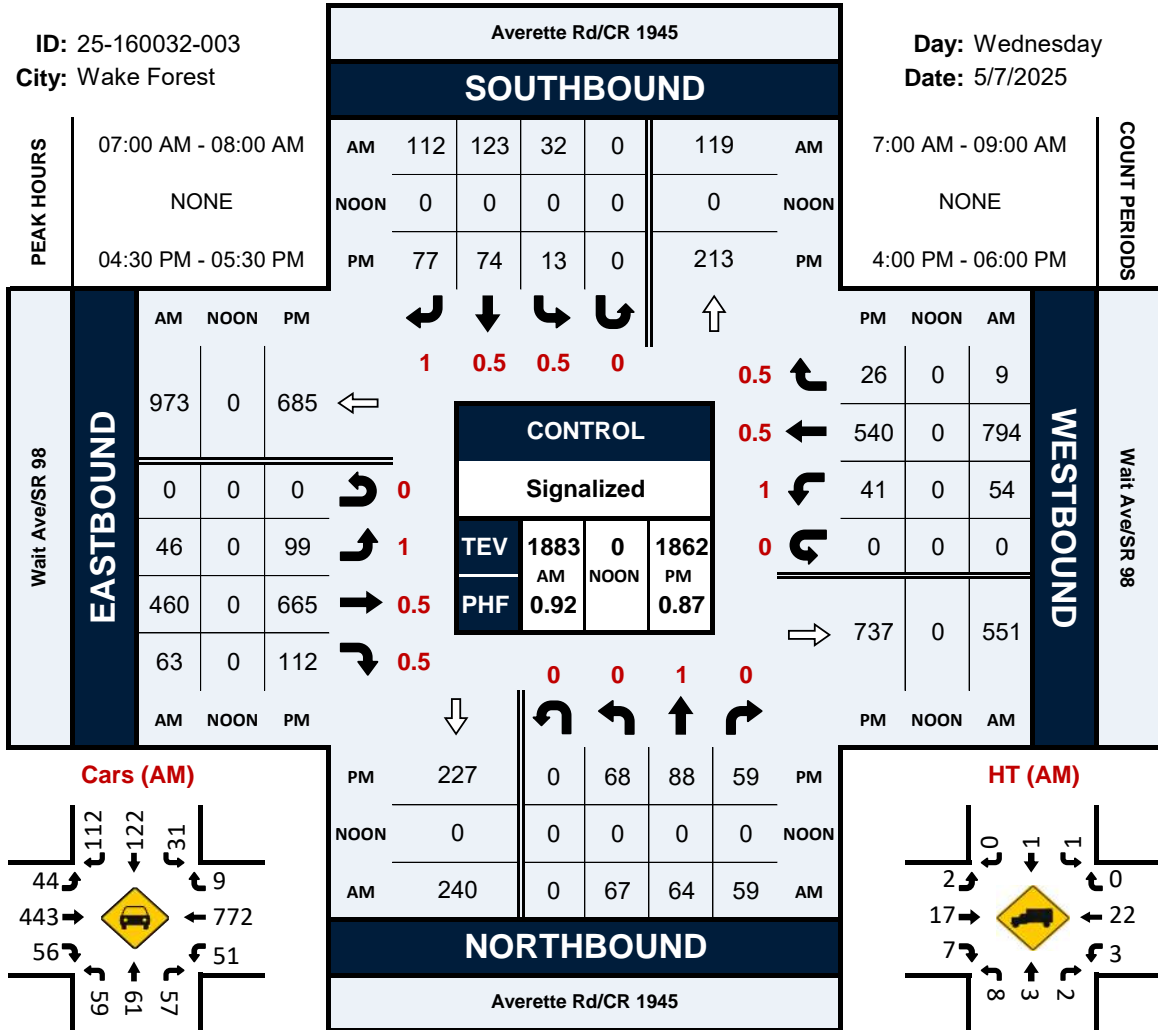 ID: 25-160032-003
City: Wake Forest
Averette Rd/CR 1945
SOUTHBOUND
Day: Wednesday
Date: 5/7/2025
PEAK HOURS
07:00 AM - 08:00 AM
NONE
04:30 PM - 05:30 PM
AM 112 123 32 0 119 AM
NOON 0 0 0 0 0 NOON
PM 77 74 13 0 213 PM
7:00 AM - 09:00 AM
NONE
4:00 PM - 06:00 PM
COUNT PERIODS
1 0.5 0.5 0
Wait Ave/SR 98
EASTBOUND
AM NOON PM
973 0 685
0 0 0 0
46 0 99 1
460 0 665 0.5
63 0 112 0.5
AM NOON PM
CONTROL
Signalized
TEV 1883 0 1862
AM NOON PM
PHF 0.92 0.87
PM NOON AM
0.5 26 0 9
0.5 540 0 794
1 41 0 54
0 0 0 0
737 0 551
PM NOON AM
WESTBOUND
Wait Ave/SR 98
0 0 1 0
PM 227 0 68 88 59 PM
NOON 0 0 0 0 0 NOON
AM 240 0 67 64 59 AM
NORTHBOUND
Averette Rd/CR 1945
Cars (AM)
112 122 31
44 9
443 772
56 51
59 61 57
HT (AM)
0 1 1
2 0
17 22
7 3
8 3 2